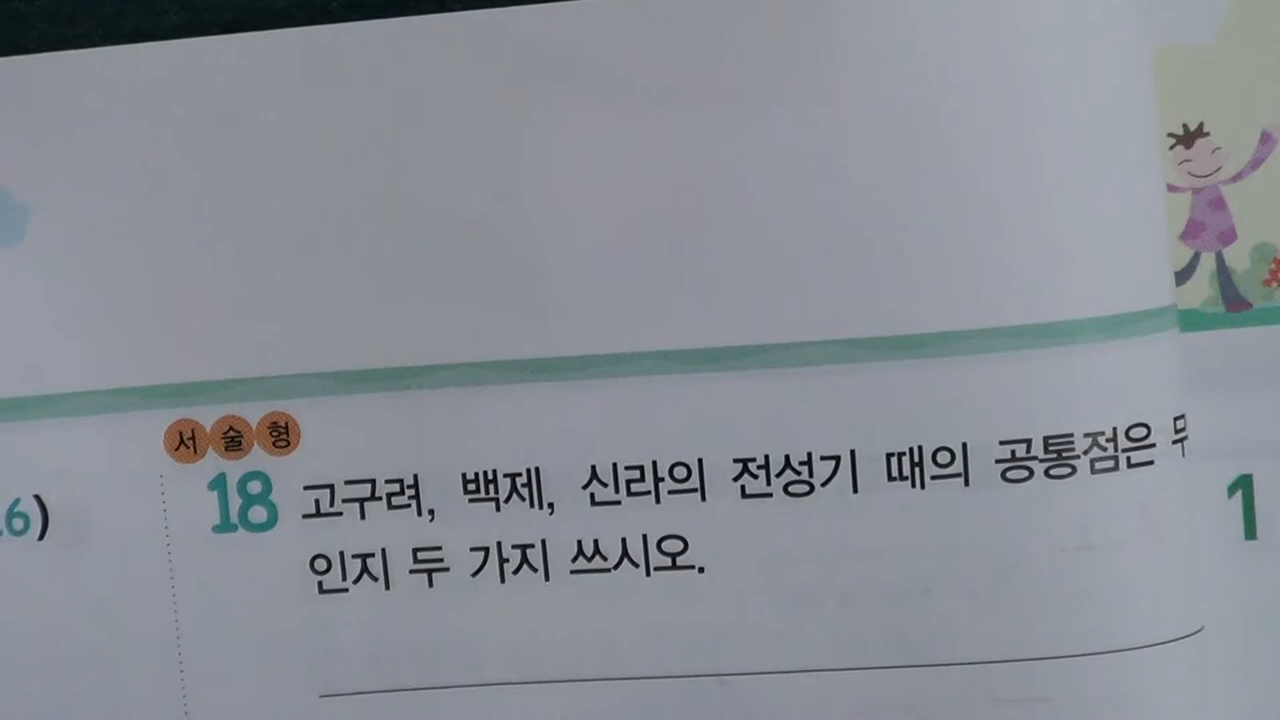 서술형
18 고구려, 백제, 신라의 전성기 때의 공통점은
인지 두 가지 쓰시오.
6)
1